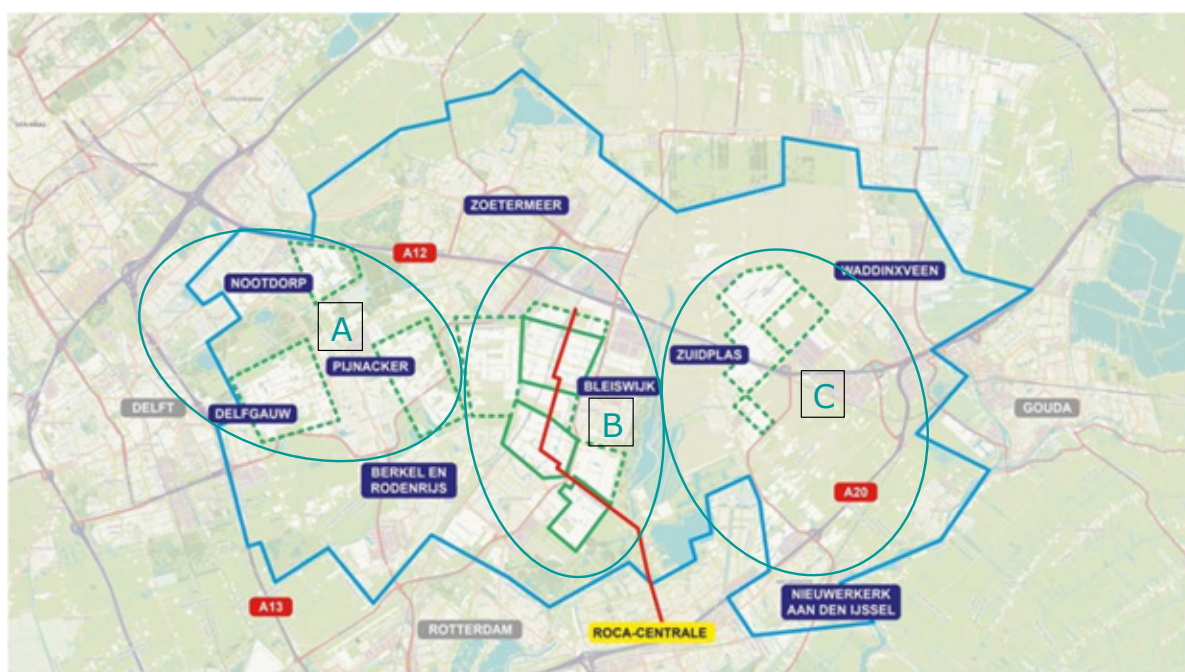 ZOETERMEER
A12
WADDINXVEEN
NOOTDORP
A
ZUIDPLAS
PIJNACKER
BLEISWIJK
C
DELFT
DELFGAUW
B
GOUDA
BERKEL EN
RODENRIJS
A20
A13
NIEUWERKERK
AAN DEN IJSSEL
ROTTERDAM
ROCA-CENTRALE